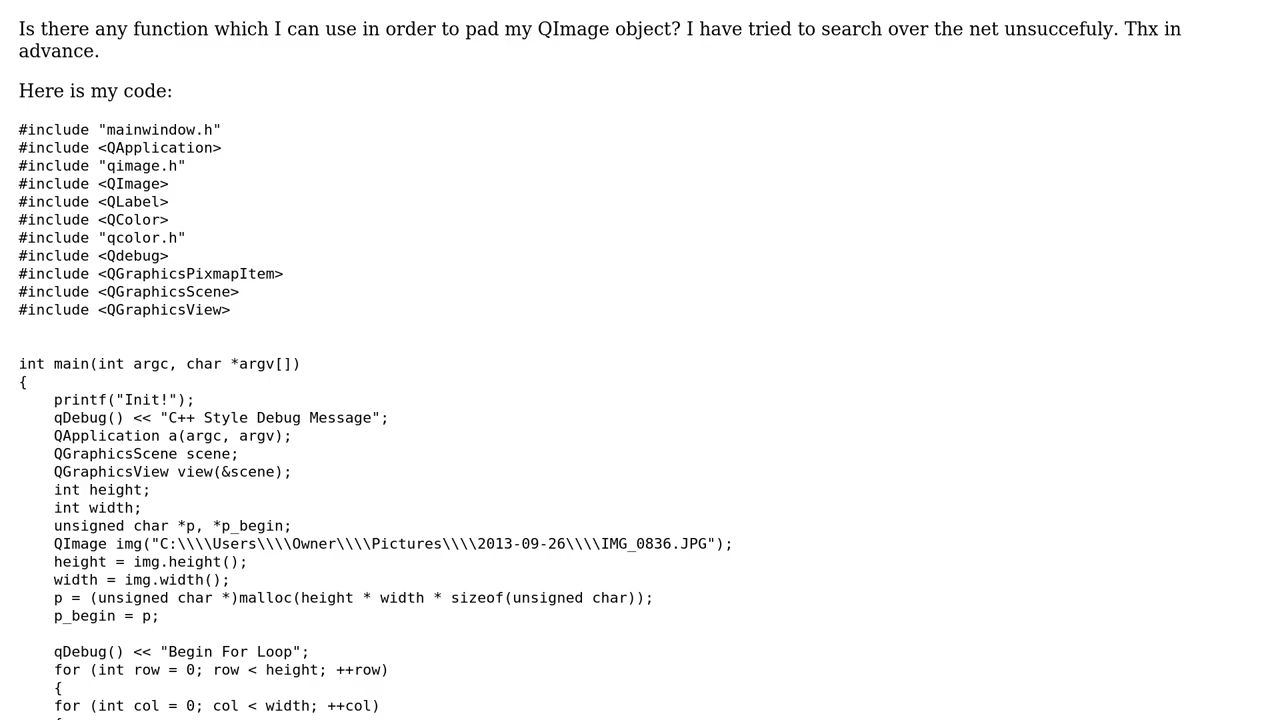 Is there any function which I can use in order to pad my QImage object? I have tried to search over the net unsuccefuly. Thx in
advance.
Here is my code:
#include "mainwindow.h"
#include <QApplication>
#include "qimage.h"
#include <QImage>
#include <QLabel>
#include <QColor>
#include "qcolor.h"
#include <Qdebug>
#include <QGraphicsPixmapItem>
#include <QGraphicsScene>
#include <QGraphicsView>
int main(int argc, char *argv[])
{
    printf("Init!");
    qDebug() << "C++ Style Debug Message";
    QApplication a(argc, argv);
    QGraphicsScene scene;
    QGraphicsView view(&scene);
    int height;
    int width;
    unsigned char *p, *p_begin;
    QImage img("C:\\\\Users\\\\Owner\\\\Pictures\\\\2013-09-26\\\\IMG_0836.JPG");
    height = img.height();
    width = img.width();
    p = (unsigned char *)malloc(height * width * sizeof(unsigned char));
    p_begin = p;
    qDebug() << "Begin For Loop";
    for (int row = 0; row < height; ++row)
    {
    for (int col = 0; col < width; ++col)